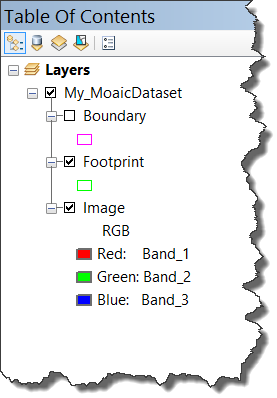 Table Of Contents
Layers
My_MoaicDataset
Boundary
Footprint
Image
RGB
Red: Band_1
Green: Band_2
Blue: Band_3